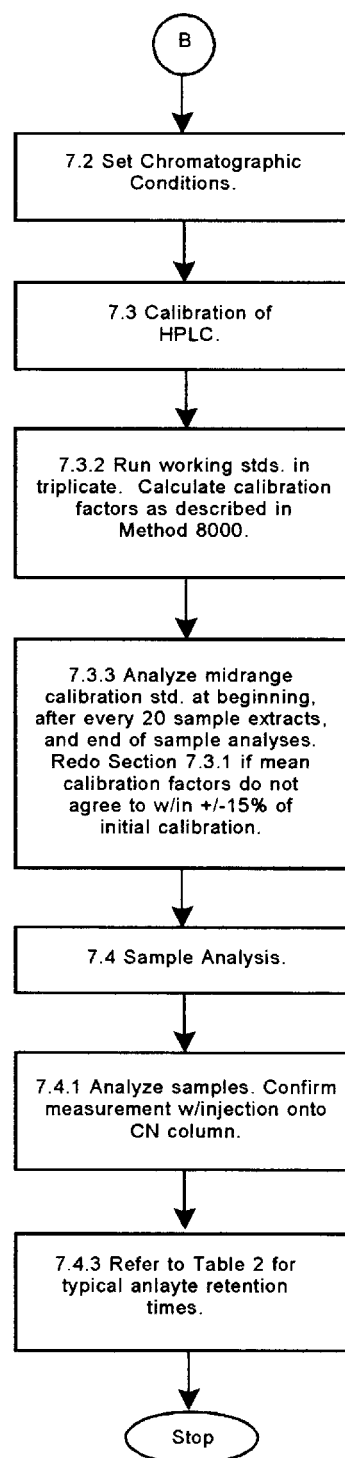 B
7.2 Set Chromatographic
Conditions.
7.3 Calibration of
HPLC.
7.3.2 Run working stds. in
triplicate. Calculate calibration
factors as described in
Method 8000.
7.3.3 Analyze midrange
calibration std. at beginning,
after every 20 sample extracts,
and end of sample analyses.
Redo Section 7.3.1 if mean
calibration factors do not
agree to w/in +/-15% of
initial calibration.
7.4 Sample Analysis.
7.4.1 Analyze samples. Confirm
measurement w/injection onto
CN column.
7.4.3 Refer to Table 2 for
typical anlayte retention
times.
Stop